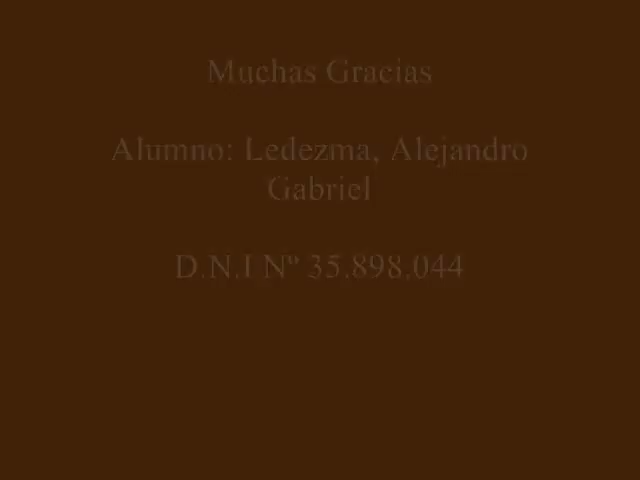 Muchas Gracias
Alumno: Ledezma, Alejandro
Gabriel
D.N.I Nº 35.898.044